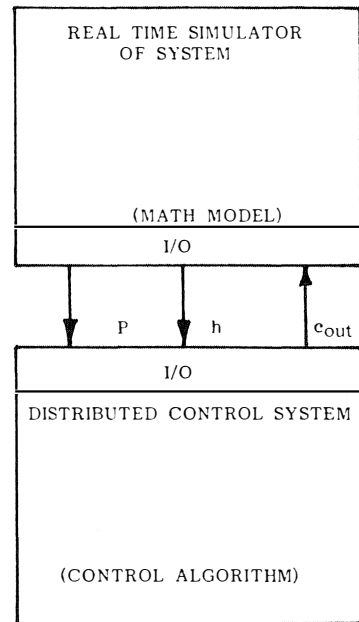 REAL TIME SIMULATOR
OF SYSTEM
(MATH MODEL)
I/O
P h c_out
I/O
DISTRIBUTED CONTROL SYSTEM
(CONTROL ALGORITHM)